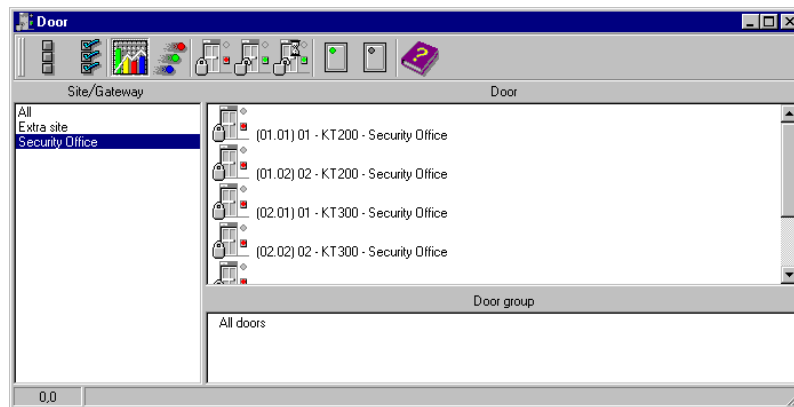 Door
Site/Gateway
Door
All
Extra site
Security Office
(01.01) 01 - KT200 - Security Office
(01.02) 02 - KT200 - Security Office
(02.01) 01 - KT300 - Security Office
(02.02) 02 - KT300 - Security Office
Door group
All doors
0,0